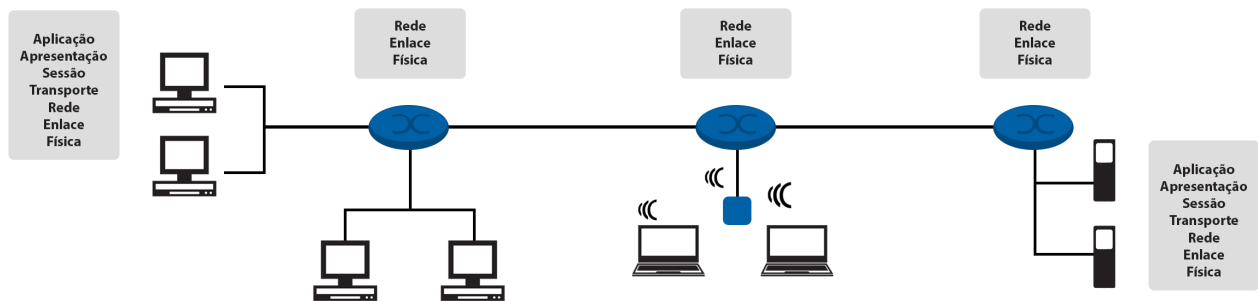 Aplicação
Apresentação
Sessão
Transporte
Rede
Enlace
Física
Rede
Enlace
Física
Rede
Enlace
Física
Rede
Enlace
Física
Aplicação
Apresentação
Sessão
Transporte
Rede
Enlace
Física